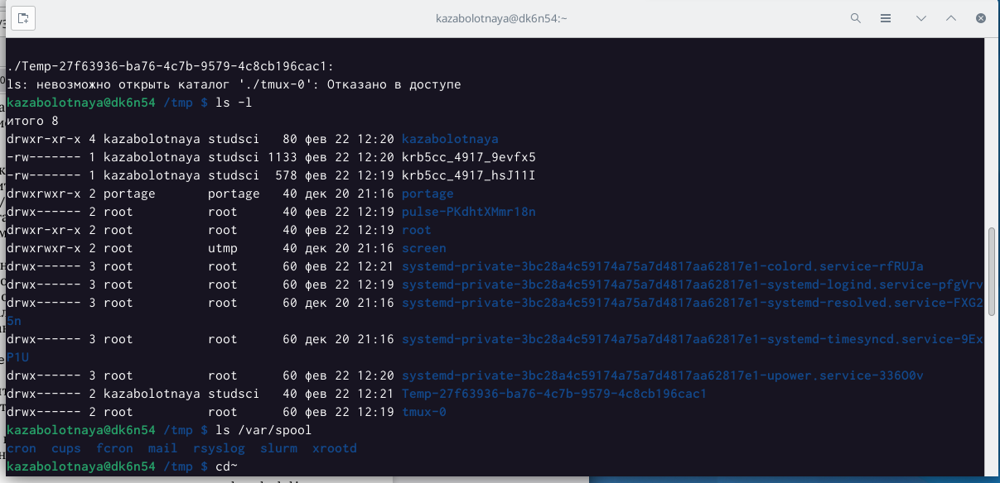 kazabolotnaya@dk6n54:~
./Temp-27f63936-ba76-4c7b-9579-4c8cb196cac1:
ls: невозможно открыть каталог './tmux-0': Отказано в доступе
kazabolotnaya@dk6n54 /tmp $ ls -l
итого 8
drwxr-xr-x 4 kazabolotnaya studsci   80 фев 22 12:20 kazabolotnaya
-rw------- 1 kazabolotnaya studsci 1133 фев 22 12:20 krb5cc_4917_9evfx5
-rw------- 1 kazabolotnaya studsci  578 фев 22 12:19 krb5cc_4917_hsJ11I
drwxrwxr-x 2 portage       portage   40 дек 20 21:16 portage
drwx------ 2 root          root      40 фев 22 12:19 pulse-PKdhtXMmr18n
drwxr-xr-x 2 root          root      40 фев 22 12:19 root
drwxrwxr-x 2 root          utmp      40 дек 20 21:16 screen
drwx------ 3 root          root      60 фев 22 12:21 systemd-private-3bc28a4c59174a75a7d4817aa62817e1-colord.service-rfRUJa
drwx------ 3 root          root      60 фев 22 12:19 systemd-private-3bc28a4c59174a75a7d4817aa62817e1-systemd-logind.service-pfgVrv
drwx------ 3 root          root      60 дек 20 21:16 systemd-private-3bc28a4c59174a75a7d4817aa62817e1-systemd-resolved.service-FXG2
5n
drwx------ 3 root          root      60 дек 20 21:16 systemd-private-3bc28a4c59174a75a7d4817aa62817e1-systemd-timesyncd.service-9Ex
P1U
drwx------ 3 root          root      60 фев 22 12:20 systemd-private-3bc28a4c59174a75a7d4817aa62817e1-upower.service-336O0v
drwx------ 2 kazabolotnaya studsci   40 фев 22 12:21 Temp-27f63936-ba76-4c7b-9579-4c8cb196cac1
drwx------ 2 root          root      60 фев 22 12:19 tmux-0
kazabolotnaya@dk6n54 /tmp $ ls /var/spool
cron  cups  fcron  mail  rsyslog  slurm  xrootd
kazabolotnaya@dk6n54 /tmp $ cd~